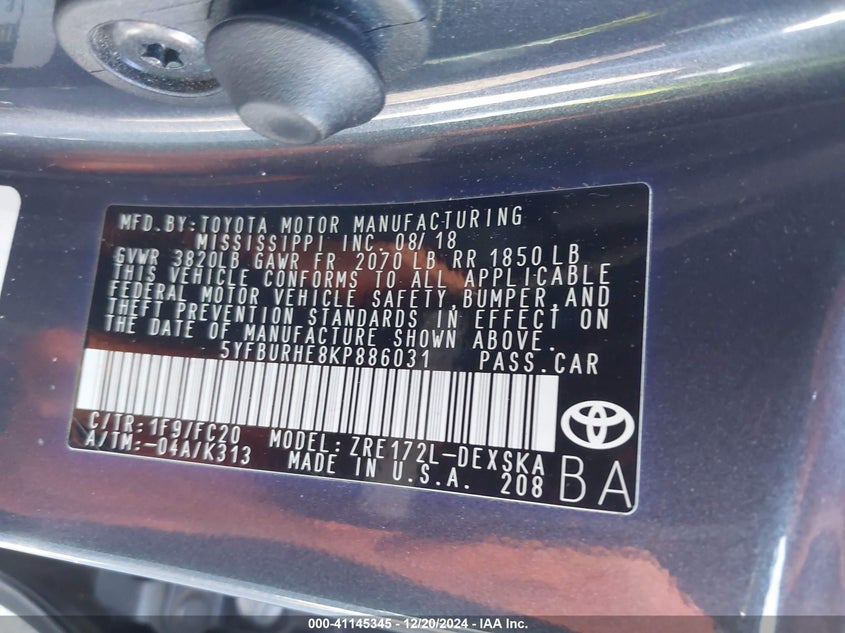 MFD.BY:TOYOTA MOTOR MANUFACTURING
MISSISSIPPI INC. 08/18
GVWR 3820LB GAWR FR 2070 LB RR 1850 LB
THIS VEHICLE CONFORMS TO ALL APPLICABLE
FEDERAL MOTOR VEHICLE SAFETY,BUMPER,AND
THEFT PREVENTION STANDARDS IN EFFECT ON
THE DATE OF MANUFACTURE SHOWN ABOVE.
5YFBURHE8KP886031 PASS.CAR
C/TR:1F9/FC20 MODEL:ZRE172L-DEXSKA
A/TM:-04A/K313 MADE IN U.S.A. 208 BA
000-41145345 - 12/20/2024 - IAA Inc.